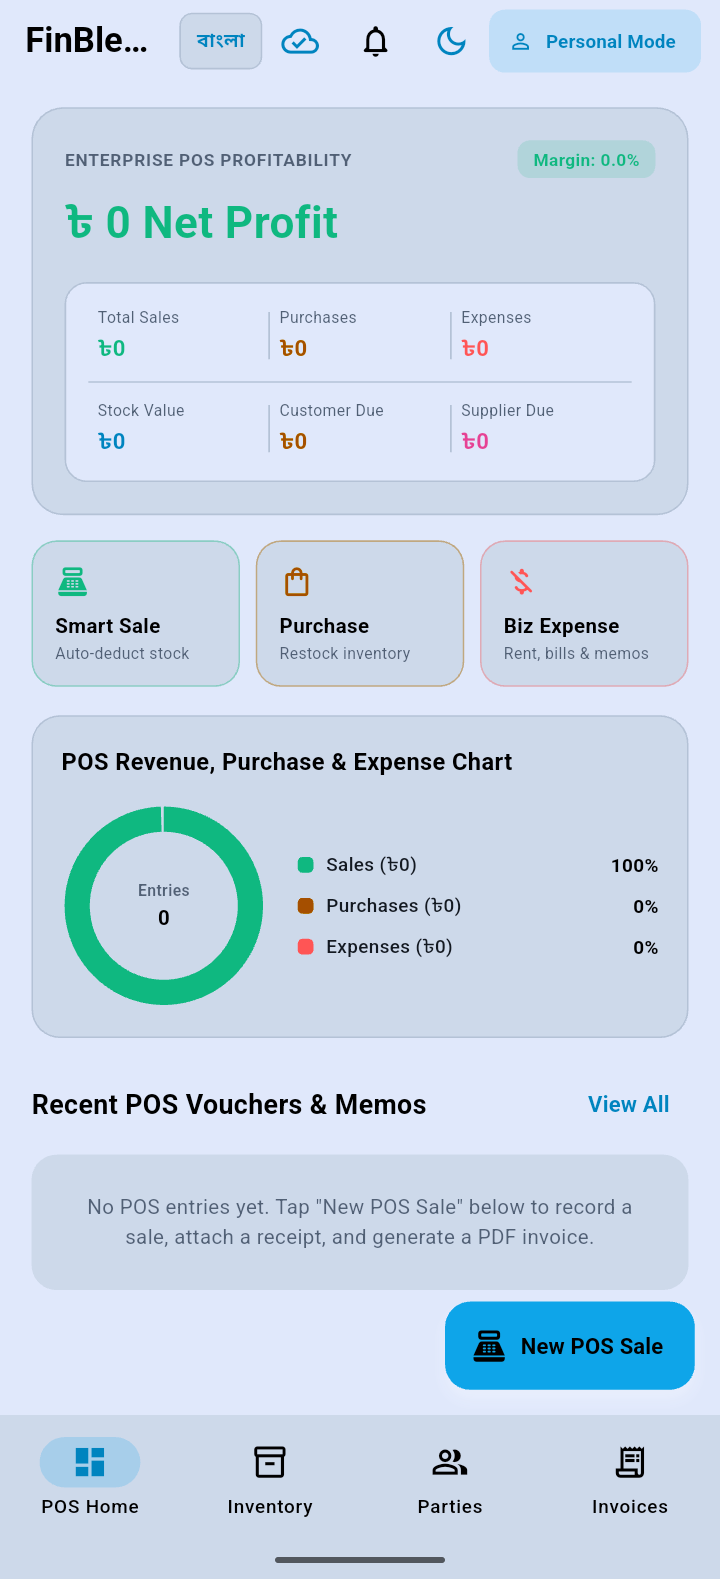 FinBle...
বাংলা
Personal Mode
ENTERPRISE POS PROFITABILITY
Margin: 0.0%
৳ 0 Net Profit
Total Sales
Purchases
Expenses
৳0
৳0
৳0
Stock Value
Customer Due
Supplier Due
৳0
৳0
৳0
Smart Sale
Auto-deduct stock
Purchase
Restock inventory
Biz Expense
Rent, bills & memos
POS Revenue, Purchase & Expense Chart
Entries
0
Sales (৳0)
100%
Purchases (৳0)
0%
Expenses (৳0)
0%
Recent POS Vouchers & Memos
View All
No POS entries yet. Tap "New POS Sale" below to record a
sale, attach a receipt, and generate a PDF invoice.
New POS Sale
POS Home
Inventory
Parties
Invoices